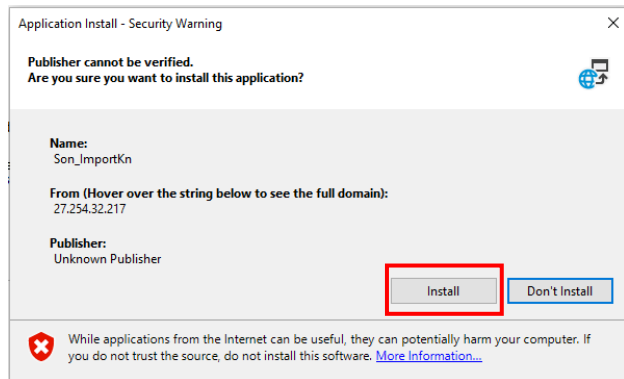 Application Install - Security Warning
Publisher cannot be verified.
Are you sure you want to install this application?
Name:
Son_ImportKn
From (Hover over the string below to see the full domain):
27.254.32.217
Publisher:
Unknown Publisher
Install
Don't Install
While applications from the Internet can be useful, they can potentially harm your computer. If
you do not trust the source, do not install this software. More Information...